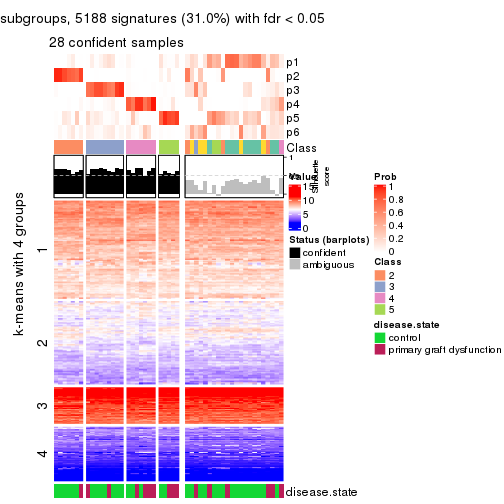 subgroups, 5188 signatures (31.0%) with fdr < 0.05
28 confident samples
p1
p2
p3
p4
p5
p6
Class
1
Silhouette
score
k-means with 4 groups
1
2
3
4
Value
15
10
5
0
Status (barplots)
confident
ambiguous
Prob
1
0.8
0.6
0.4
0.2
0
Class
2
3
4
5
disease.state
control
primary graft dysfunction
disease.state